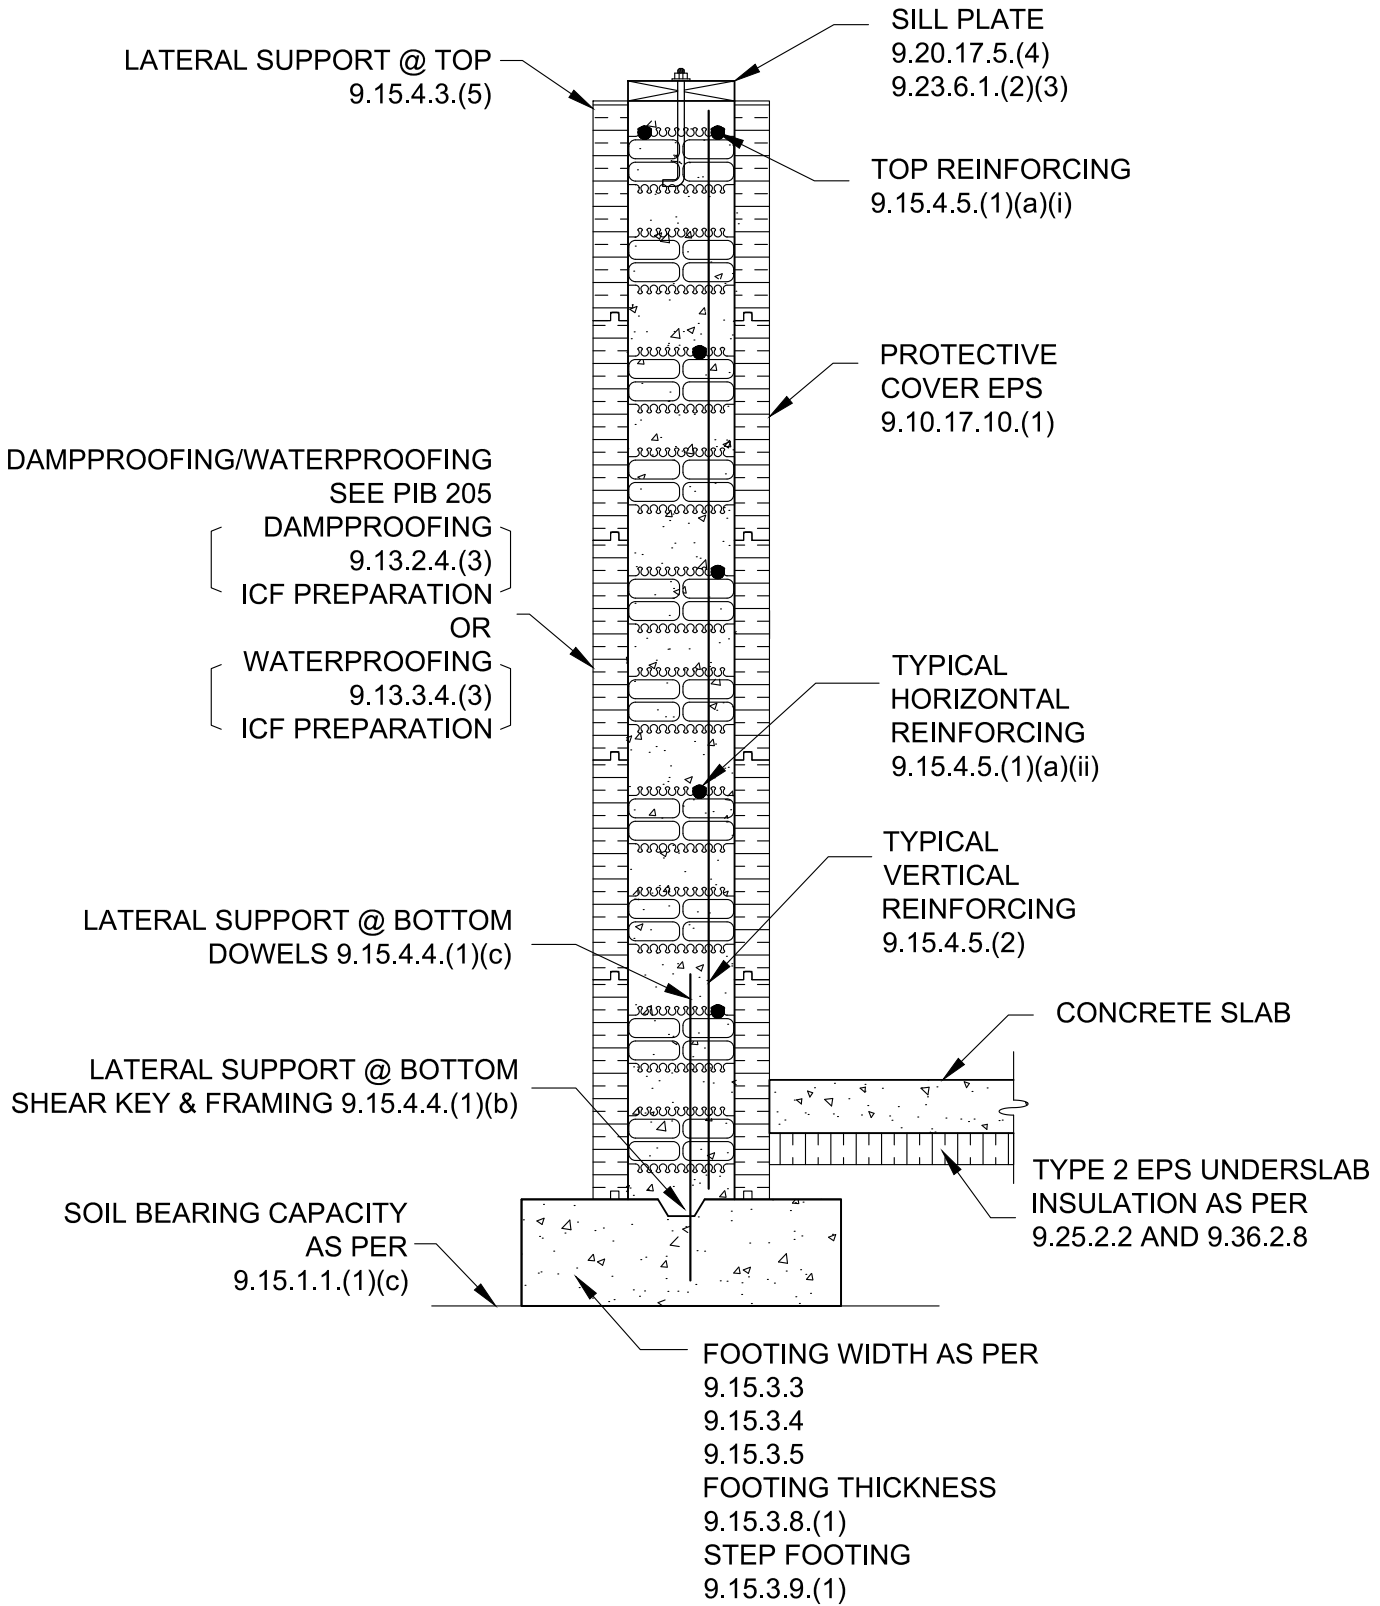 SILL PLATE
9.20.17.5.(4)
9.23.6.1.(2)(3)
LATERAL SUPPORT @ TOP
9.15.4.3.(5)
TOP REINFORCING
9.15.4.5.(1)(a)(i)
PROTECTIVE
COVER EPS
9.10.17.10.(1)
DAMPPROOFING/WATERPROOFING
SEE PIB 205
DAMPPROOFING
9.13.2.4.(3)
ICF PREPARATION
OR
WATERPROOFING
9.13.3.4.(3)
ICF PREPARATION
TYPICAL
HORIZONTAL
REINFORCING
9.15.4.5.(1)(a)(ii)
TYPICAL
VERTICAL
REINFORCING
9.15.4.5.(2)
LATERAL SUPPORT @ BOTTOM
DOWELS 9.15.4.4.(1)(c)
CONCRETE SLAB
LATERAL SUPPORT @ BOTTOM
SHEAR KEY & FRAMING 9.15.4.4.(1)(b)
TYPE 2 EPS UNDERSLAB
INSULATION AS PER
9.25.2.2 AND 9.36.2.8
SOIL BEARING CAPACITY
AS PER
9.15.1.1.(1)(c)
FOOTING WIDTH AS PER
9.15.3.3
9.15.3.4
9.15.3.5
FOOTING THICKNESS
9.15.3.8.(1)
STEP FOOTING
9.15.3.9.(1)